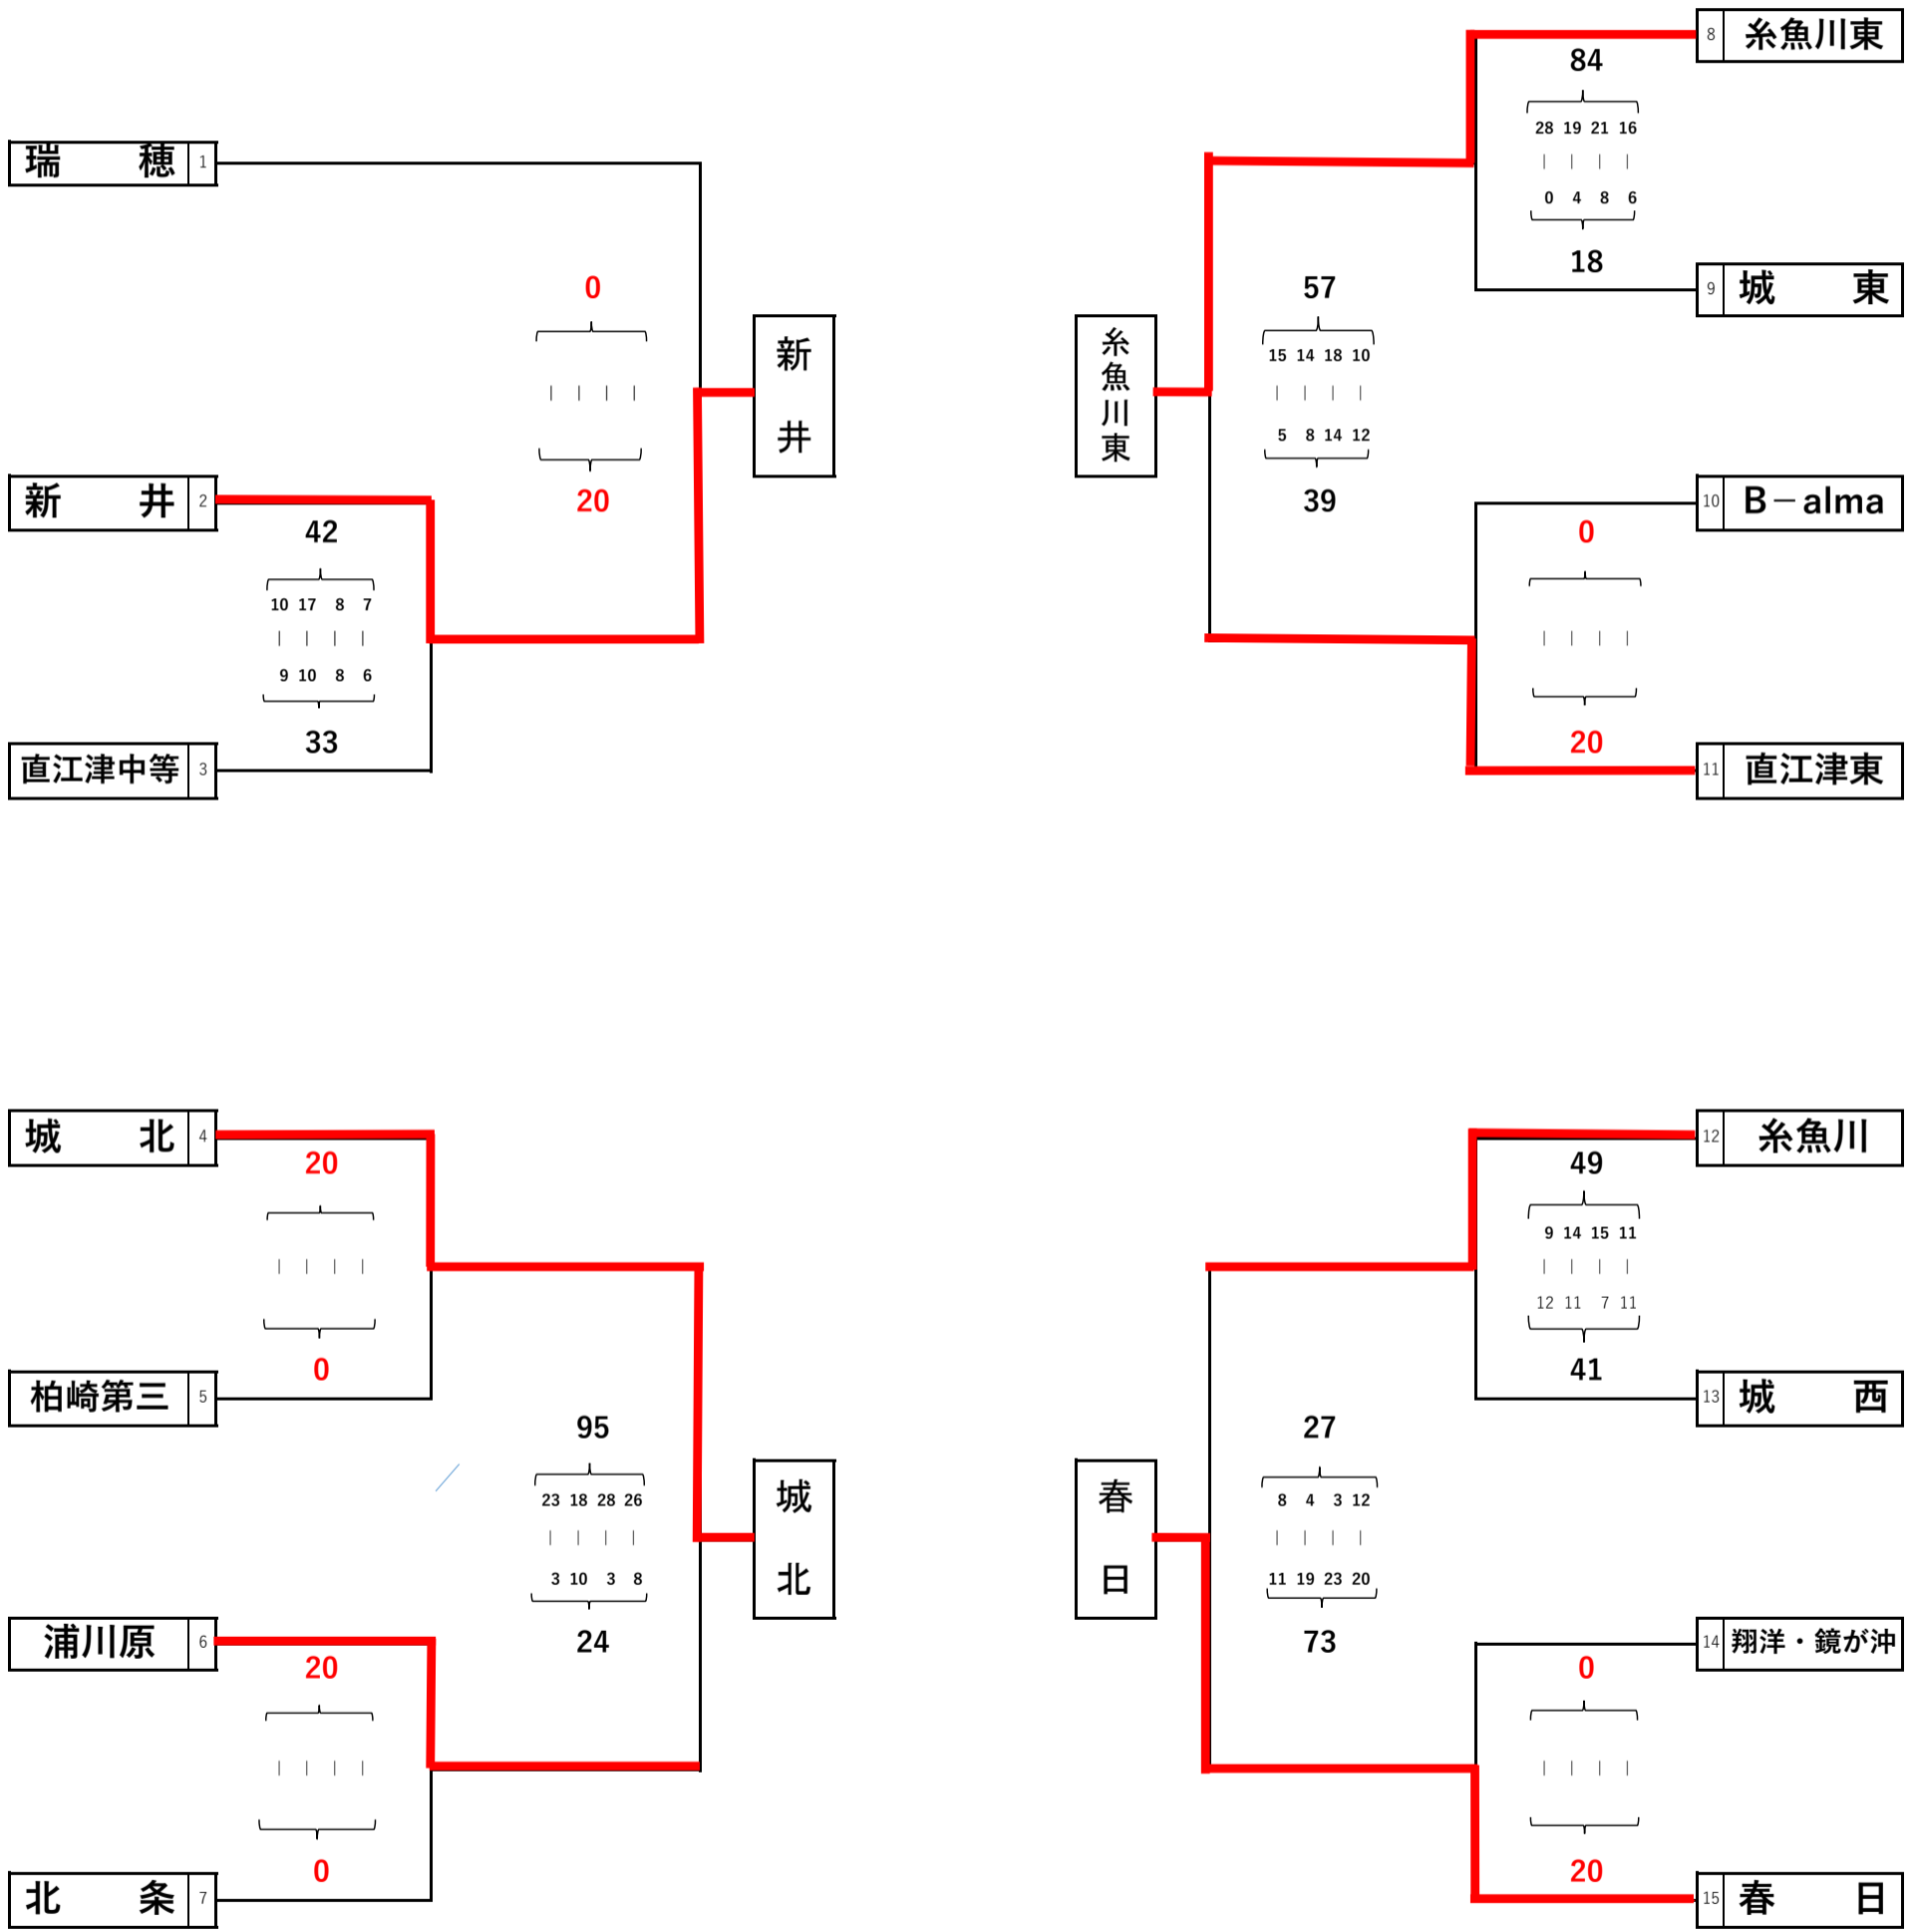 瑞　穂 1
0
20
新井
新　井 2
42
10 17 8 7
9 10 8 6
33
直江津中等 3
8 糸魚川東
84
28 19 21 16
0 4 8 6
18
9 城　東
57
15 14 18 10
5 8 14 12
39
糸魚川東
10 B－alma
0
20
11 直江津東
城　北 4
20
0
柏崎第三 5
95
23 18 28 26
3 10 3 8
24
城北
浦川原 6
20
0
北　条 7
12 糸魚川
49
9 14 15 11
12 11 7 11
41
13 城　西
27
8 4 3 12
11 19 23 20
73
春日
14 翔洋・鏡が沖
0
20
15 春　日